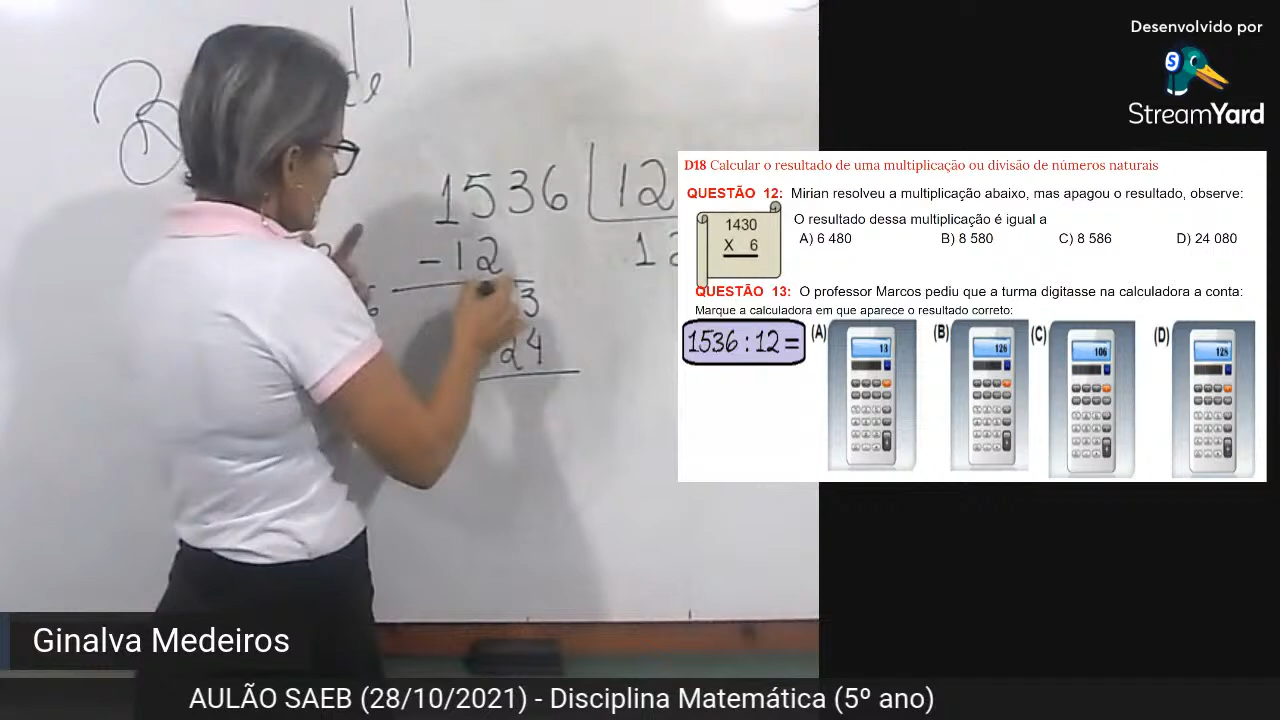 Desenvolvido por
StreamYard
D18 Calcular o resultado de uma multiplicação ou divisão de números naturais
QUESTÃO 12: Mirian resolveu a multiplicação abaixo, mas apagou o resultado, observe:
1430
X 6
O resultado dessa multiplicação é igual a
A) 6 480 B) 8 580 C) 8 586 D) 24 080
QUESTÃO 13: O professor Marcos pediu que a turma digitasse na calculadora a conta:
Marque a calculadora em que aparece o resultado correto:
1536 : 12 =
(A) 13
(B) 126
(C) 106
(D) 128
1536 12
- 12 12
3
24
Ginalva Medeiros
AULÃO SAEB (28/10/2021) - Disciplina Matemática (5º ano)